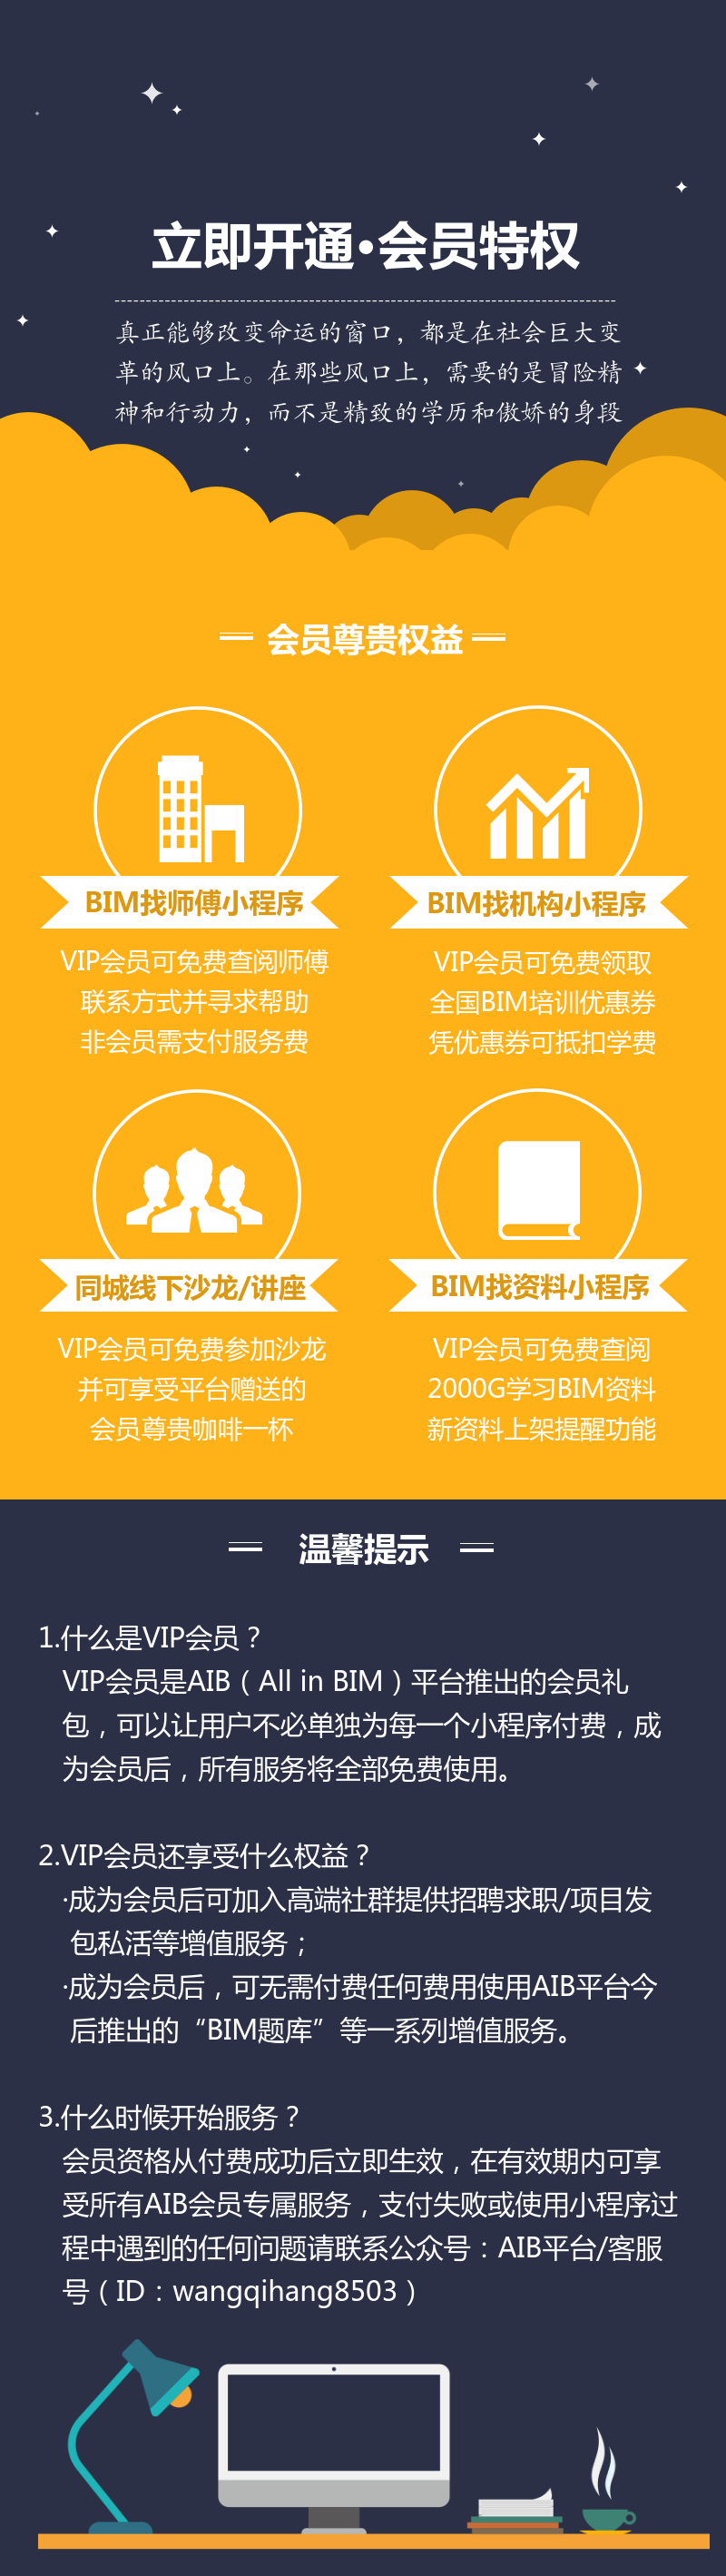 立即开通·会员特权
真正能够改变命运的窗口，都是在社会巨大变
革的风口上。在那些风口上，需要的是冒险精
神和行动力，而不是精致的学历和傲娇的身段
会员尊贵权益
BIM找师傅小程序
VIP会员可免费查阅师傅
联系方式并寻求帮助
非会员需支付服务费
BIM找机构小程序
VIP会员可免费领取
全国BIM培训优惠券
凭优惠券可抵扣学费
同城线下沙龙/讲座
VIP会员可免费参加沙龙
并可享受平台赠送的
会员尊贵咖啡一杯
BIM找资料小程序
VIP会员可免费查阅
2000G学习BIM资料
新资料上架提醒功能
温馨提示
1.什么是VIP会员？
VIP会员是AIB（All in BIM）平台推出的会员礼
包，可以让用户不必单独为每一个小程序付费，成
为会员后，所有服务将全部免费使用。
2.VIP会员还享受什么权益？
·成为会员后可加入高端社群提供招聘求职/项目发
包私活等增值服务；
·成为会员后，可无需付费任何费用使用AIB平台今
后推出的“BIM题库”等一系列增值服务。
3.什么时候开始服务？
会员资格从付费成功后立即生效，在有效期内可享
受所有AIB会员专属服务，支付失败或使用小程序过
程中遇到的任何问题请联系公众号：AIB平台/客服
号（ID：wangqihang8503）